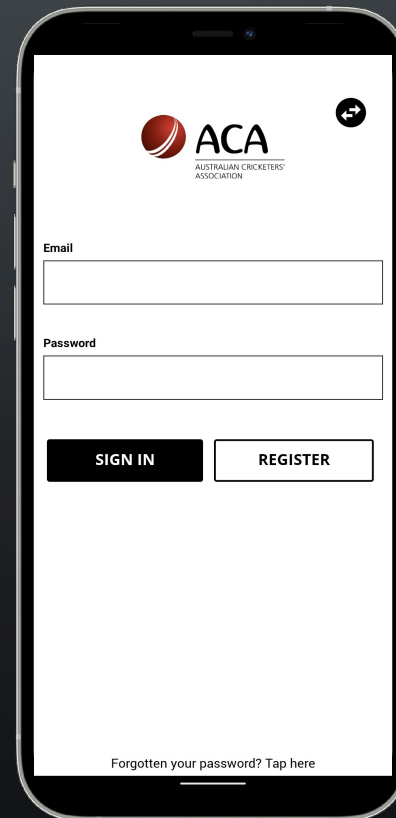 ACA
AUSTRALIAN CRICKETERS'
ASSOCIATION
Email
Password
SIGN IN
REGISTER
Forgotten your password? Tap here